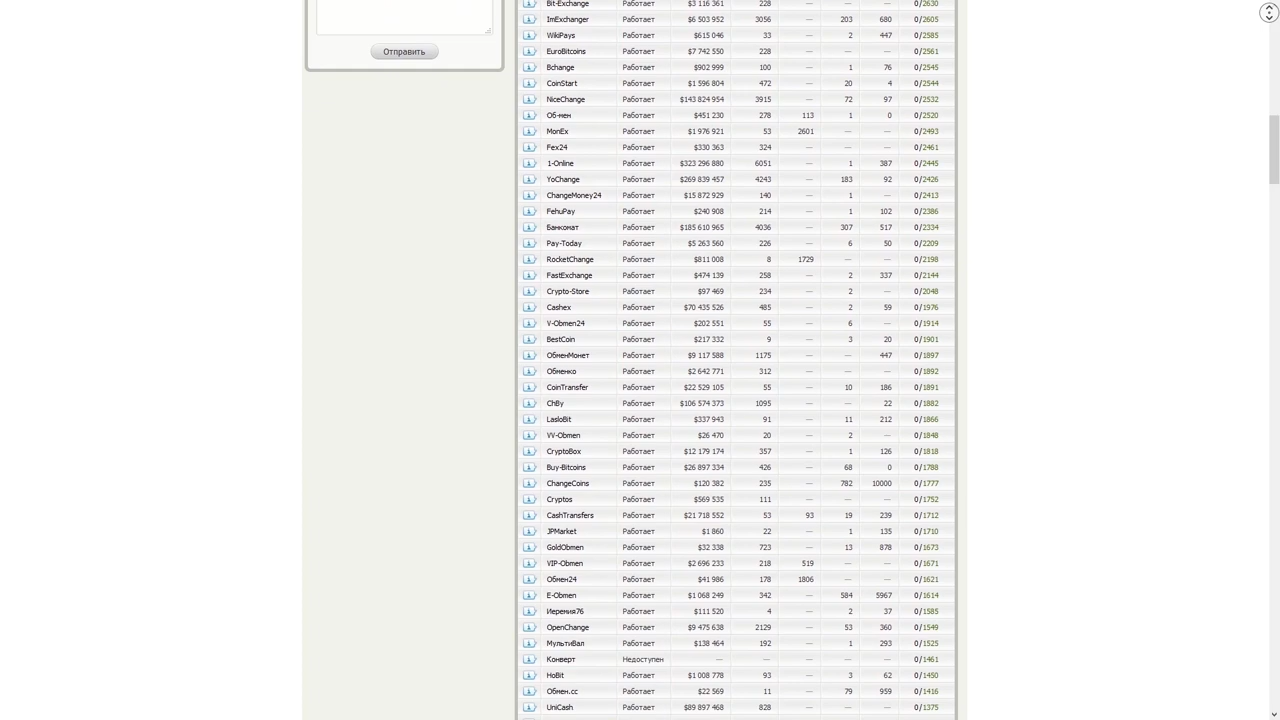 Отправить
Bit-Exchange Работает $3 116 361 228 — — — 0/2630
ImExchanger Работает $6 503 952 3056 — 203 680 0/2605
WikiPays Работает $615 046 33 — 2 447 0/2585
EuroBitcoins Работает $7 742 550 228 — — — 0/2561
Bchange Работает $902 999 100 — 1 76 0/2545
CoinStart Работает $1 596 804 472 — 20 4 0/2544
NiceChange Работает $143 824 954 3915 — 72 97 0/2532
Об-мен Работает $451 230 278 113 1 0 0/2520
MonEx Работает $1 976 921 53 2601 — — 0/2493
Fex24 Работает $330 363 324 — — — 0/2461
1-Online Работает $323 296 880 6051 — 1 387 0/2445
YoChange Работает $269 839 457 4243 — 183 92 0/2426
ChangeMoney24 Работает $15 872 929 140 — 1 — 0/2413
FehuPay Работает $240 908 214 — 1 102 0/2386
Банкомат Работает $185 610 965 4036 — 307 517 0/2334
Pay-Today Работает $5 263 560 226 — 6 50 0/2209
RocketChange Работает $811 008 8 1729 — — 0/2198
FastExchange Работает $474 139 258 — 2 337 0/2144
Crypto-Store Работает $97 469 234 — 2 — 0/2048
Cashex Работает $70 435 526 485 — 2 59 0/1976
V-Obmen24 Работает $202 551 55 — 6 — 0/1914
BestCoin Работает $217 332 9 — 3 20 0/1901
ОбменМонет Работает $9 117 588 1175 — — 447 0/1897
Обменко Работает $2 642 771 312 — — — 0/1892
CoinTransfer Работает $22 529 105 55 — 10 186 0/1891
ChBy Работает $106 574 373 1095 — — 22 0/1882
LasloBit Работает $337 943 91 — 11 212 0/1866
VV-Obmen Работает $26 470 20 — 2 — 0/1848
CryptoBox Работает $12 179 174 357 — 1 126 0/1818
Buy-Bitcoins Работает $26 897 334 426 — 68 0 0/1788
ChangeCoins Работает $120 382 235 — 782 10000 0/1777
Cryptos Работает $569 535 111 — — — 0/1752
CashTransfers Работает $21 718 552 53 93 19 239 0/1712
JPMarket Работает $1 860 22 — 1 135 0/1710
GoldObmen Работает $32 338 723 — 13 878 0/1673
VIP-Obmen Работает $2 696 233 218 519 — — 0/1671
Обмен24 Работает $41 986 178 1806 — — 0/1621
E-Obmen Работает $1 068 249 342 — 584 5967 0/1614
Иеремия76 Работает $111 520 4 — 2 37 0/1585
OpenChange Работает $9 475 638 2129 — 53 360 0/1549
МультиВал Работает $138 464 192 — 1 293 0/1525
Конверт Недоступен — — — — — 0/1461
HoBit Работает $1 008 778 93 — 3 62 0/1450
Обмен.сс Работает $22 569 11 — 79 959 0/1416
UniCash Работает $89 897 468 828 — — — 0/1375